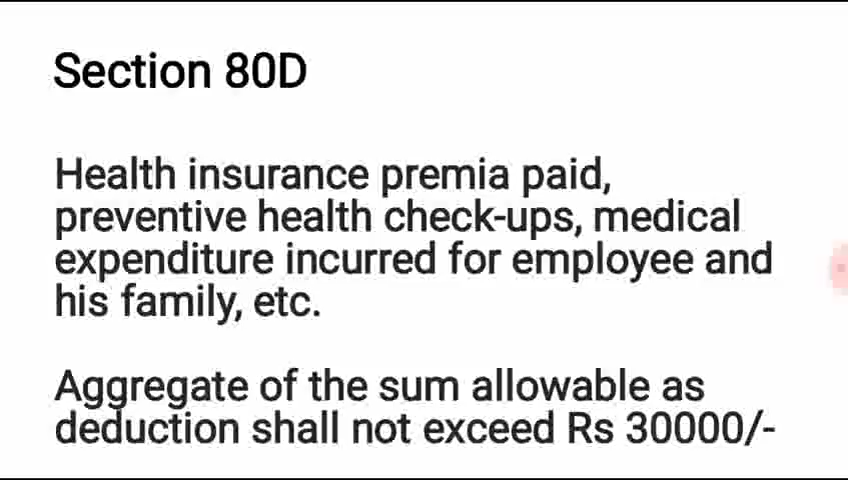 Section 80D
Health insurance premia paid,
preventive health check-ups, medical
expenditure incurred for employee and
his family, etc.
Aggregate of the sum allowable as
deduction shall not exceed Rs 30000/-